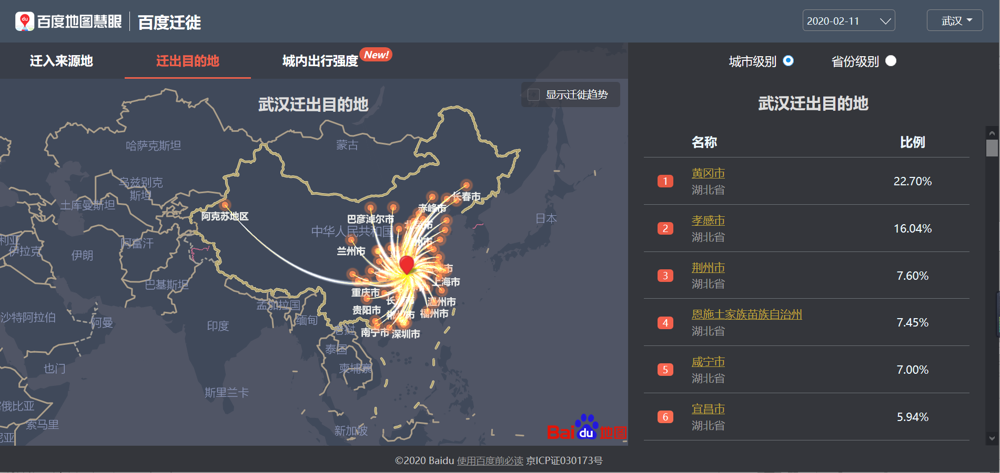 du 百度地图慧眼 百度迁徙
2020-02-11
武汉
迁入来源地
迁出目的地
城内出行强度
New!
城市级别
省份级别
武汉迁出目的地
显示迁徙趋势
哈萨克斯坦
蒙古
乌兹别克
斯坦
土库曼斯坦
长春市
赤峰市
阿克苏地区
巴彦淖尔市
日本
中华人民共和国
利亚
伊拉克
伊朗
阿富汗
兰州市
上海市
巴基斯坦
重庆市
孟加拉国
温州市
贵阳市
福州市
沙特阿拉伯
阿曼
印度
缅甸
老挝
南宁市
深圳市
泰国
也门
柬埔寨
斯里兰卡
俄比亚
索马里
新加坡
尼亚
Bai du 地图
武汉迁出目的地
名称
比例
1
黄冈市
湖北省
22.70%
2
孝感市
湖北省
16.04%
3
荆州市
湖北省
7.60%
4
恩施土家族苗族自治州
湖北省
7.45%
5
咸宁市
湖北省
7.00%
6
宜昌市
湖北省
5.94%
©2020 Baidu 使用百度前必读 京ICP证030173号